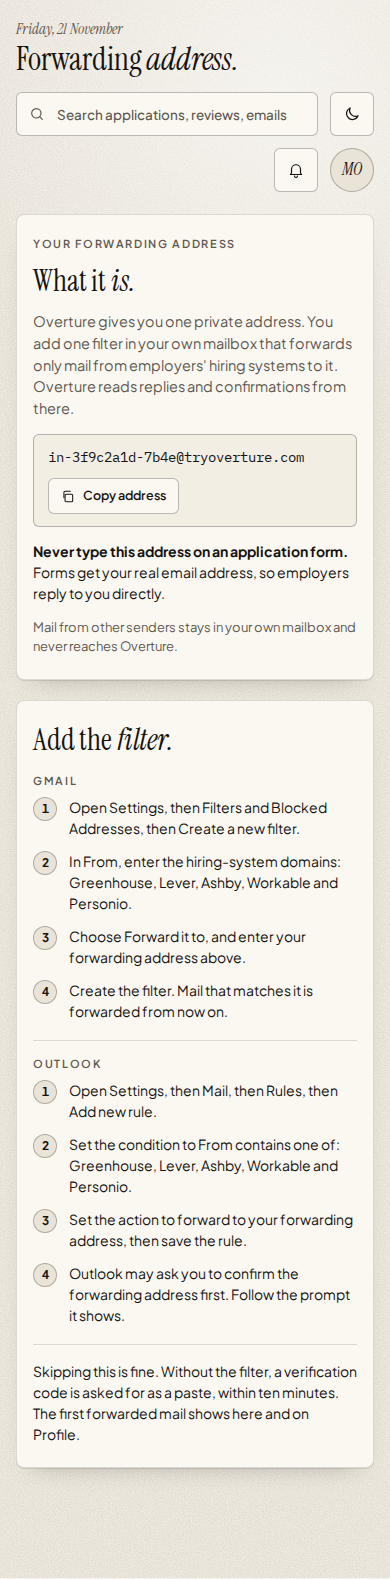 Friday, 21 November
Forwarding address.
Search applications, reviews, emails
MO
YOUR FORWARDING ADDRESS
What it is.
Overture gives you one private address. You
add one filter in your own mailbox that forwards
only mail from employers' hiring systems to it.
Overture reads replies and confirmations from
there.
in-3f9c2a1d-7b4e@tryoverture.com
Copy address
Never type this address on an application form.
Forms get your real email address, so employers
reply to you directly.
Mail from other senders stays in your own mailbox and
never reaches Overture.
Add the filter.
GMAIL
1 Open Settings, then Filters and Blocked
Addresses, then Create a new filter.
2 In From, enter the hiring-system domains:
Greenhouse, Lever, Ashby, Workable and
Personio.
3 Choose Forward it to, and enter your
forwarding address above.
4 Create the filter. Mail that matches it is
forwarded from now on.
OUTLOOK
1 Open Settings, then Mail, then Rules, then
Add new rule.
2 Set the condition to From contains one of:
Greenhouse, Lever, Ashby, Workable and
Personio.
3 Set the action to forward to your forwarding
address, then save the rule.
4 Outlook may ask you to confirm the
forwarding address first. Follow the prompt
it shows.
Skipping this is fine. Without the filter, a verification
code is asked for as a paste, within ten minutes.
The first forwarded mail shows here and on
Profile.